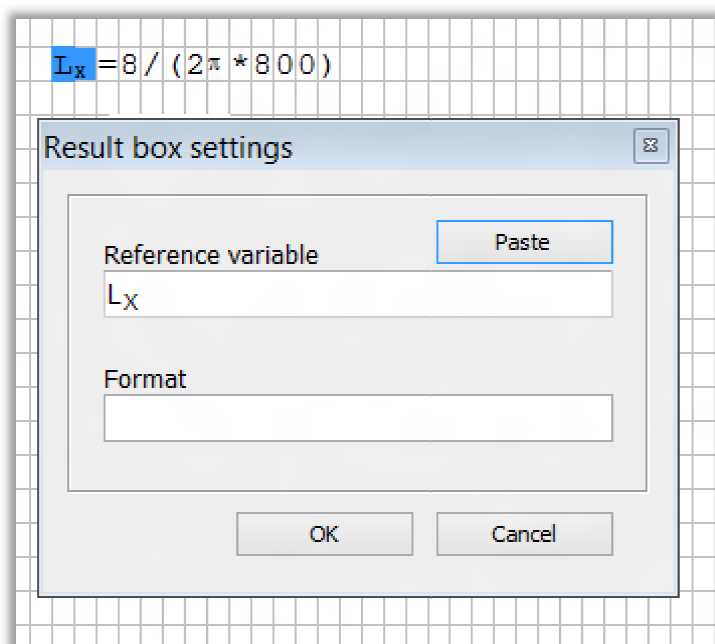 Lₓ=8/(2π*800)
Result box settings
Paste
Reference variable
Lₓ
Format
OK Cancel